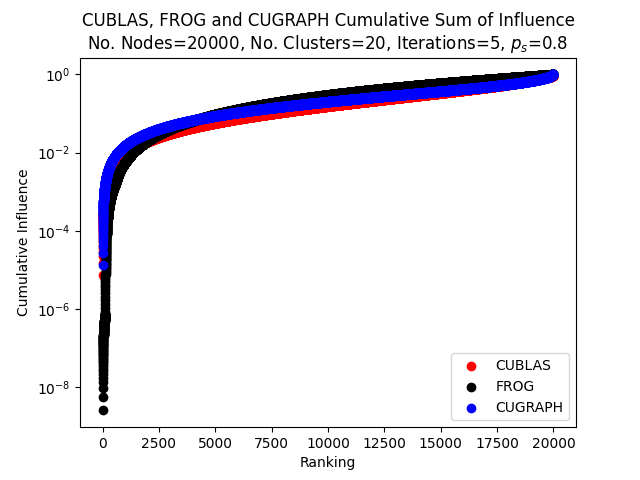 CUBLAS, FROG and CUGRAPH Cumulative Sum of Influence
No. Nodes=20000, No. Clusters=20, Iterations=5, pₛ=0.8
10⁰
10⁻²
10⁻⁴
10⁻⁶
10⁻⁸
Cumulative Influence
CUBLAS
FROG
CUGRAPH
0 2500 5000 7500 10000 12500 15000 17500 20000
Ranking